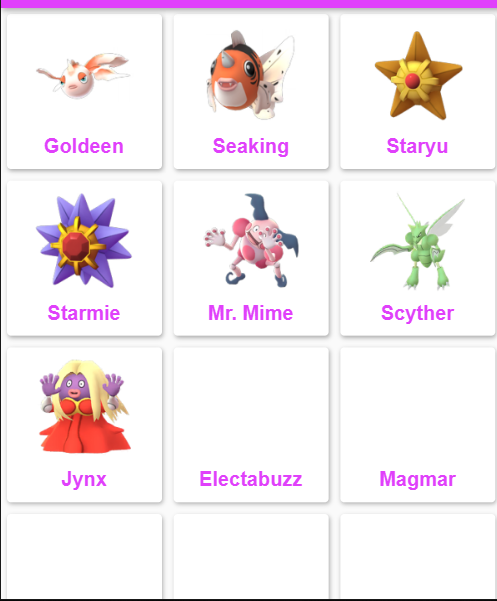 Goldeen
Seaking
Staryu
Starmie
Mr. Mime
Scyther
Jynx
Electabuzz
Magmar